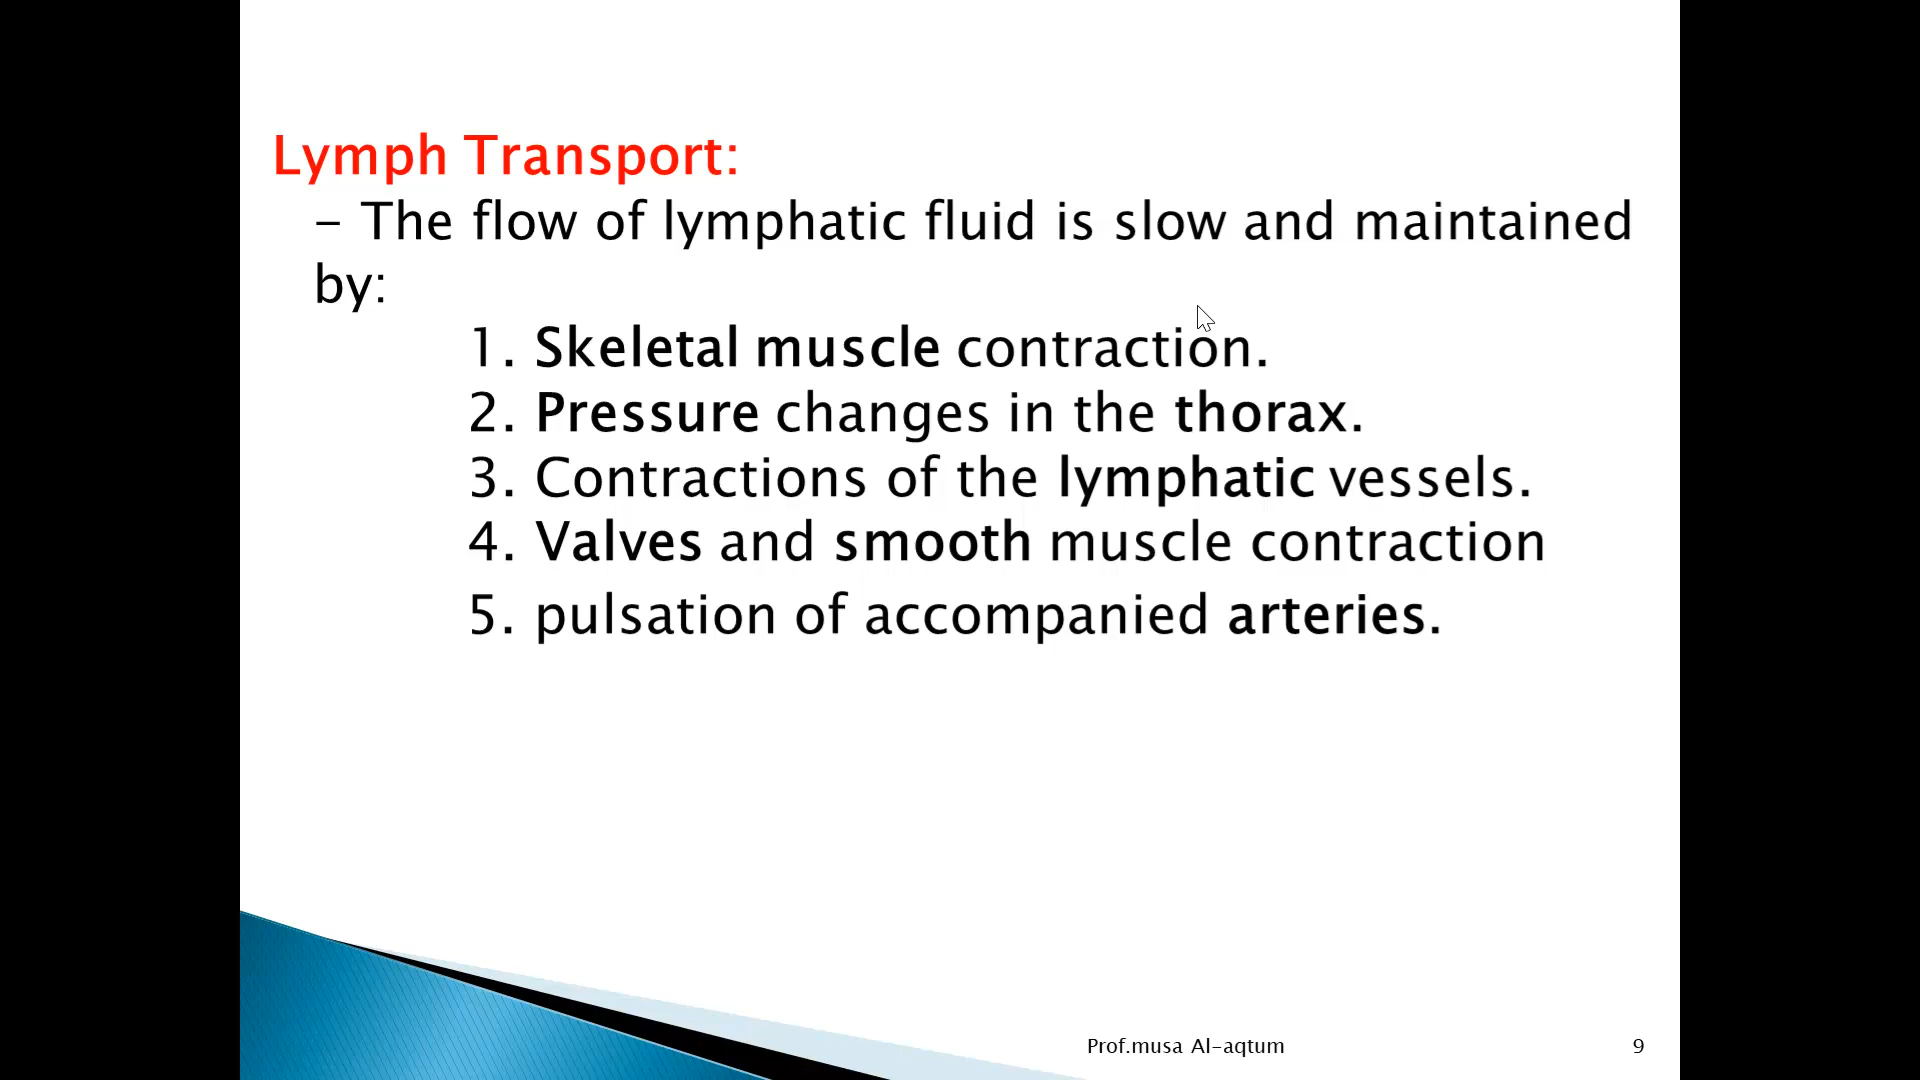 Lymph Transport:
- The flow of lymphatic fluid is slow and maintained
by:
1. Skeletal muscle contraction.
2. Pressure changes in the thorax.
3. Contractions of the lymphatic vessels.
4. Valves and smooth muscle contraction
5. pulsation of accompanied arteries.
Prof.musa Al-aqtum
9